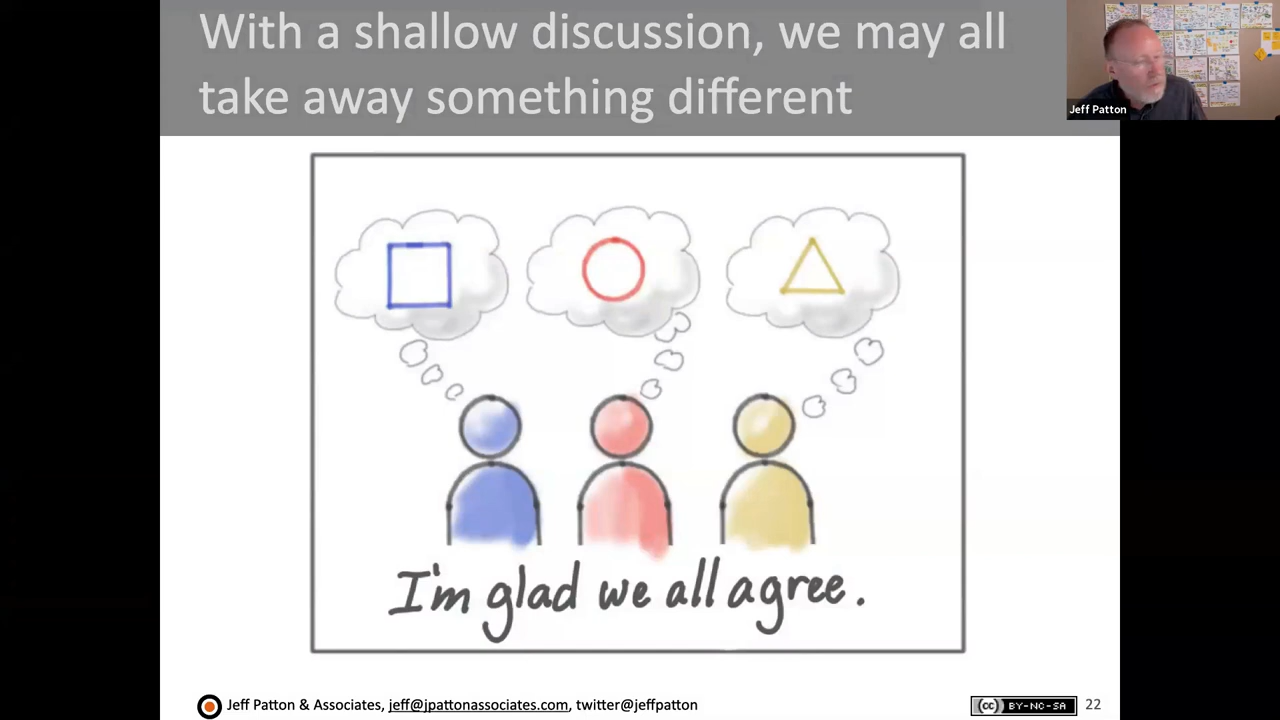 With a shallow discussion, we may all
take away something different
Jeff Patton
I'm glad we all agree.
Jeff Patton & Associates, jeff@jpattonassociates.com, twitter@jeffpatton
(cc) BY-NC-SA
22